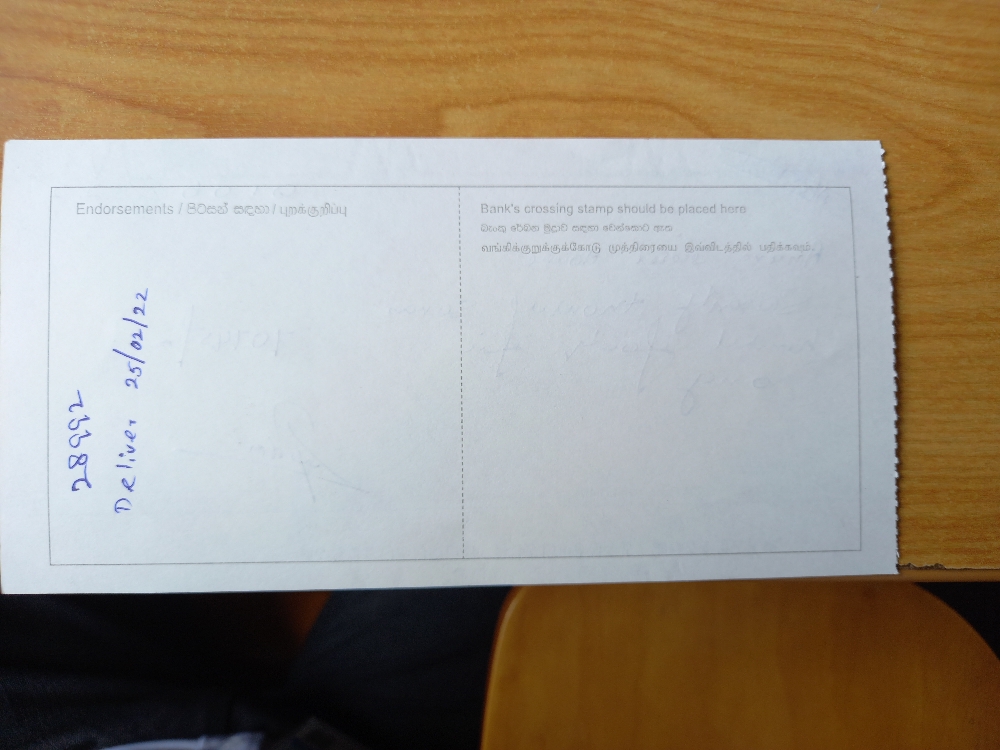 Endorsements / පිටසන් සඳහා / புறக்குறிப்பு
28992
Deliver 25/02/22
Bank's crossing stamp should be placed here
வங்கிக்குறுக்குக்கோடு முத்திரையை இவ்விடத்தில் பதிக்கவும்.